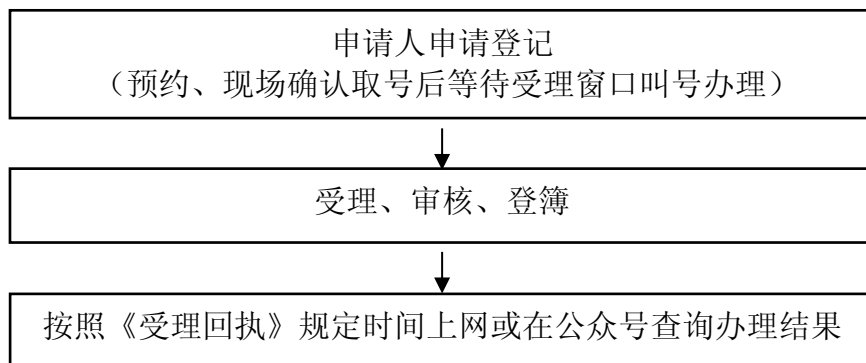 申请人申请登记
（预约、现场确认取号后等待受理窗口叫号办理）
受理、审核、登簿
按照《受理回执》规定时间上网或在公众号查询办理结果